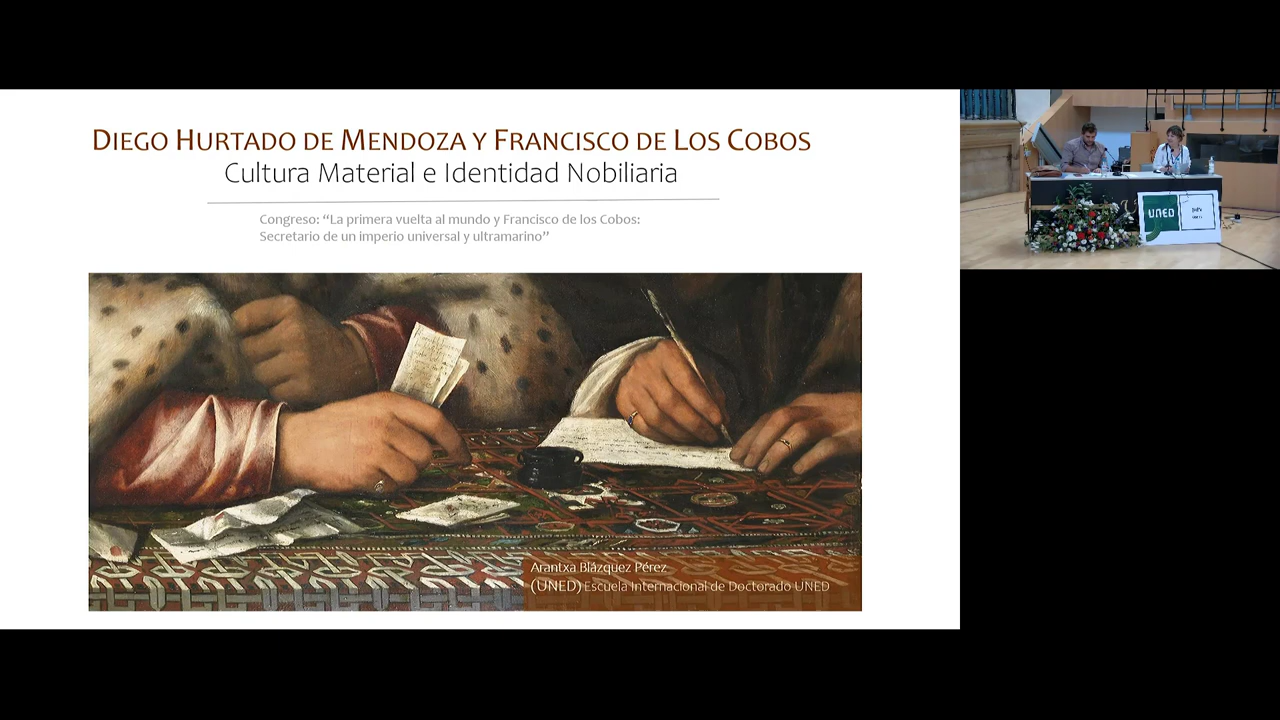 DIEGO HURTADO DE MENDOZA Y FRANCISCO DE LOS COBOS
Cultura Material e Identidad Nobiliaria
Congreso: “La primera vuelta al mundo y Francisco de los Cobos:
Secretario de un imperio universal y ultramarino”
Arantxa Blázquez Pérez
(UNED) Escuela Internacional de Doctorado UNED
UNED